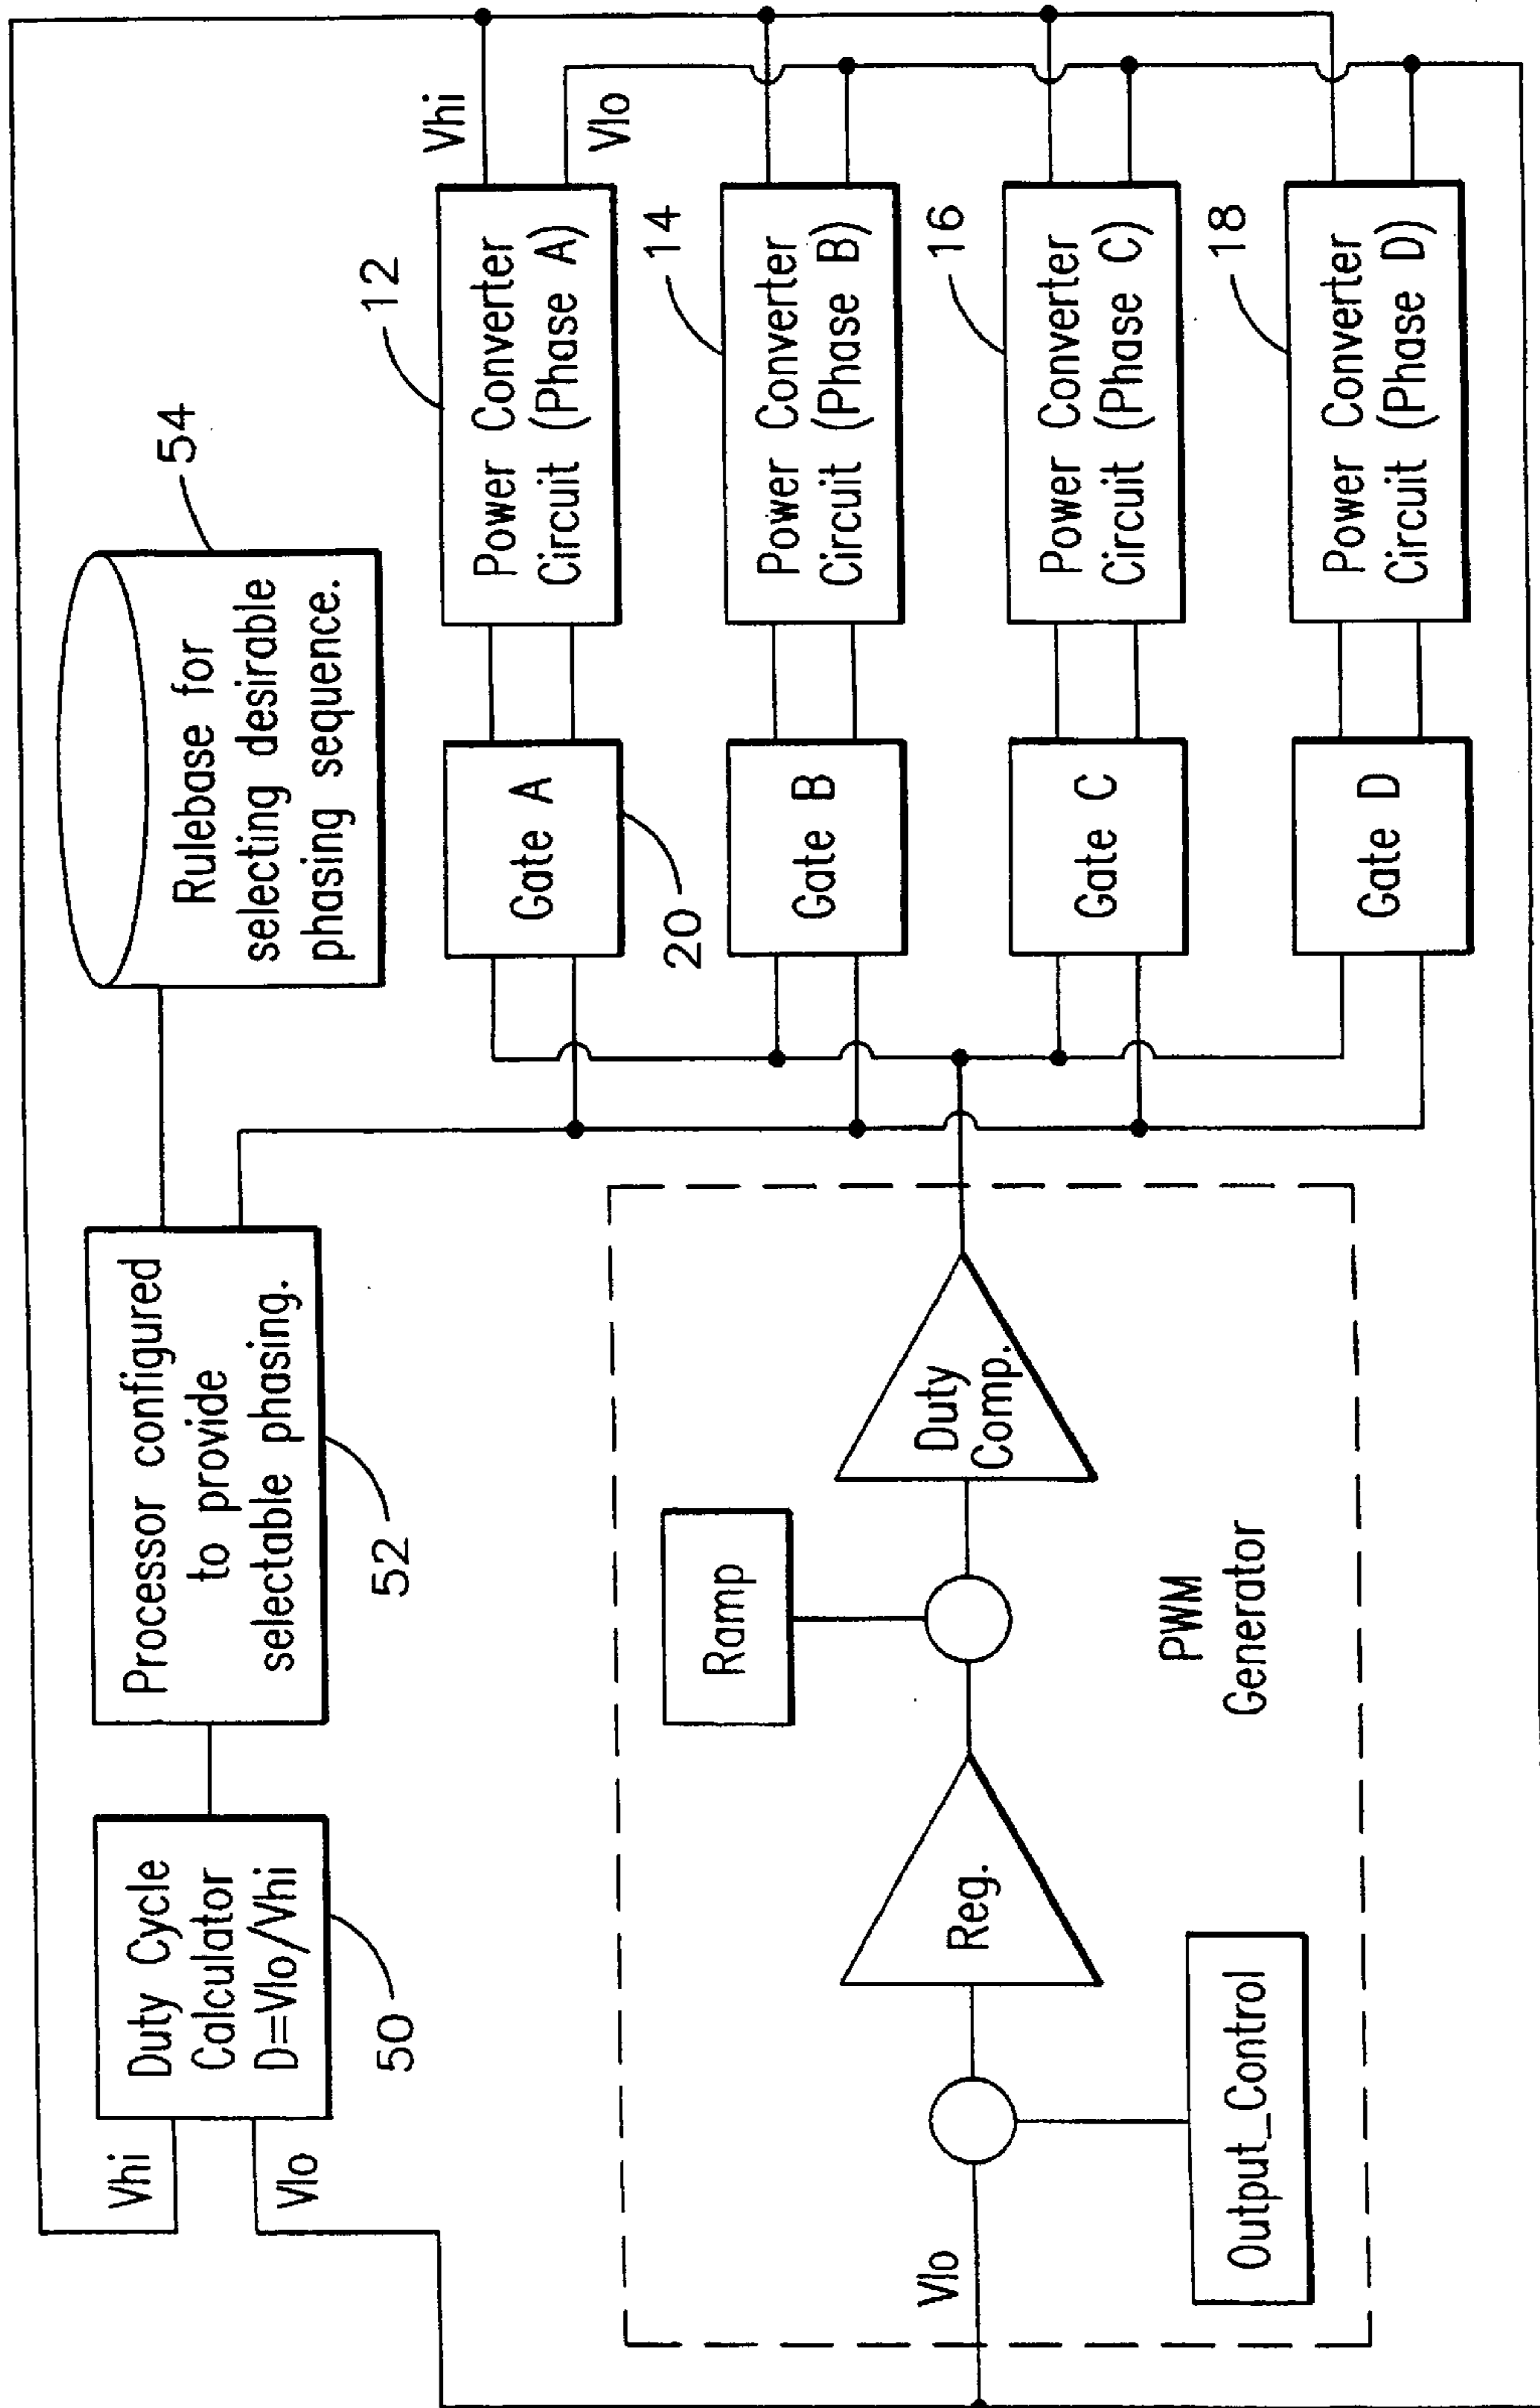 Vhi
Vlo
Duty Cycle
Calculator
D=Vlo/Vhi
50
Processor configured
to provide
selectable phasing.
52
Rulebase for
selecting desirable
phasing sequence.
54
Vlo
Output_Control
Reg.
Ramp
Duty
Comp.
PWM
Generator
Gate A
20
Power Converter
Circuit (Phase A)
12
Vhi
Vlo
Gate B
Power Converter
Circuit (Phase B)
14
Gate C
Power Converter
Circuit (Phase C)
16
Gate D
Power Converter
Circuit (Phase D)
18